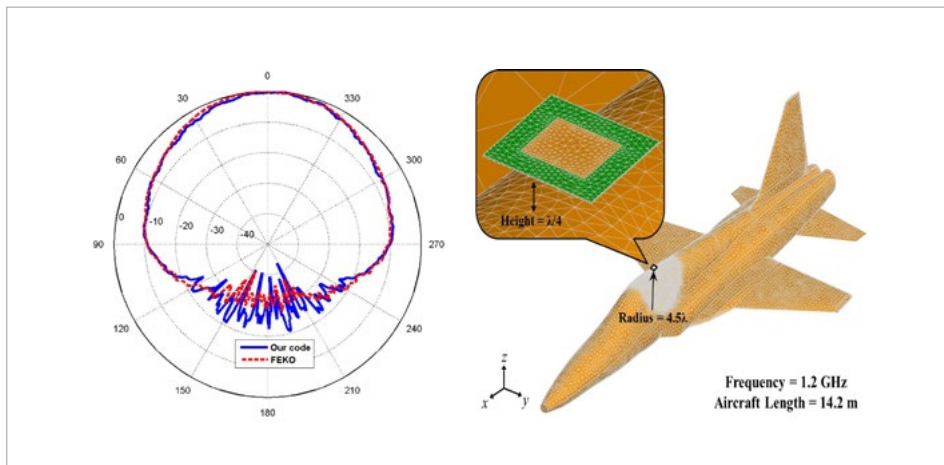 0
30
330
60
300
0
-10
-20
-30
-40
90
270
120
240
Our code
FEKO
150
210
180
Height = λ/4
Radius = 4.5λ
z
x
y
Frequency = 1.2 GHz
Aircraft Length = 14.2 m